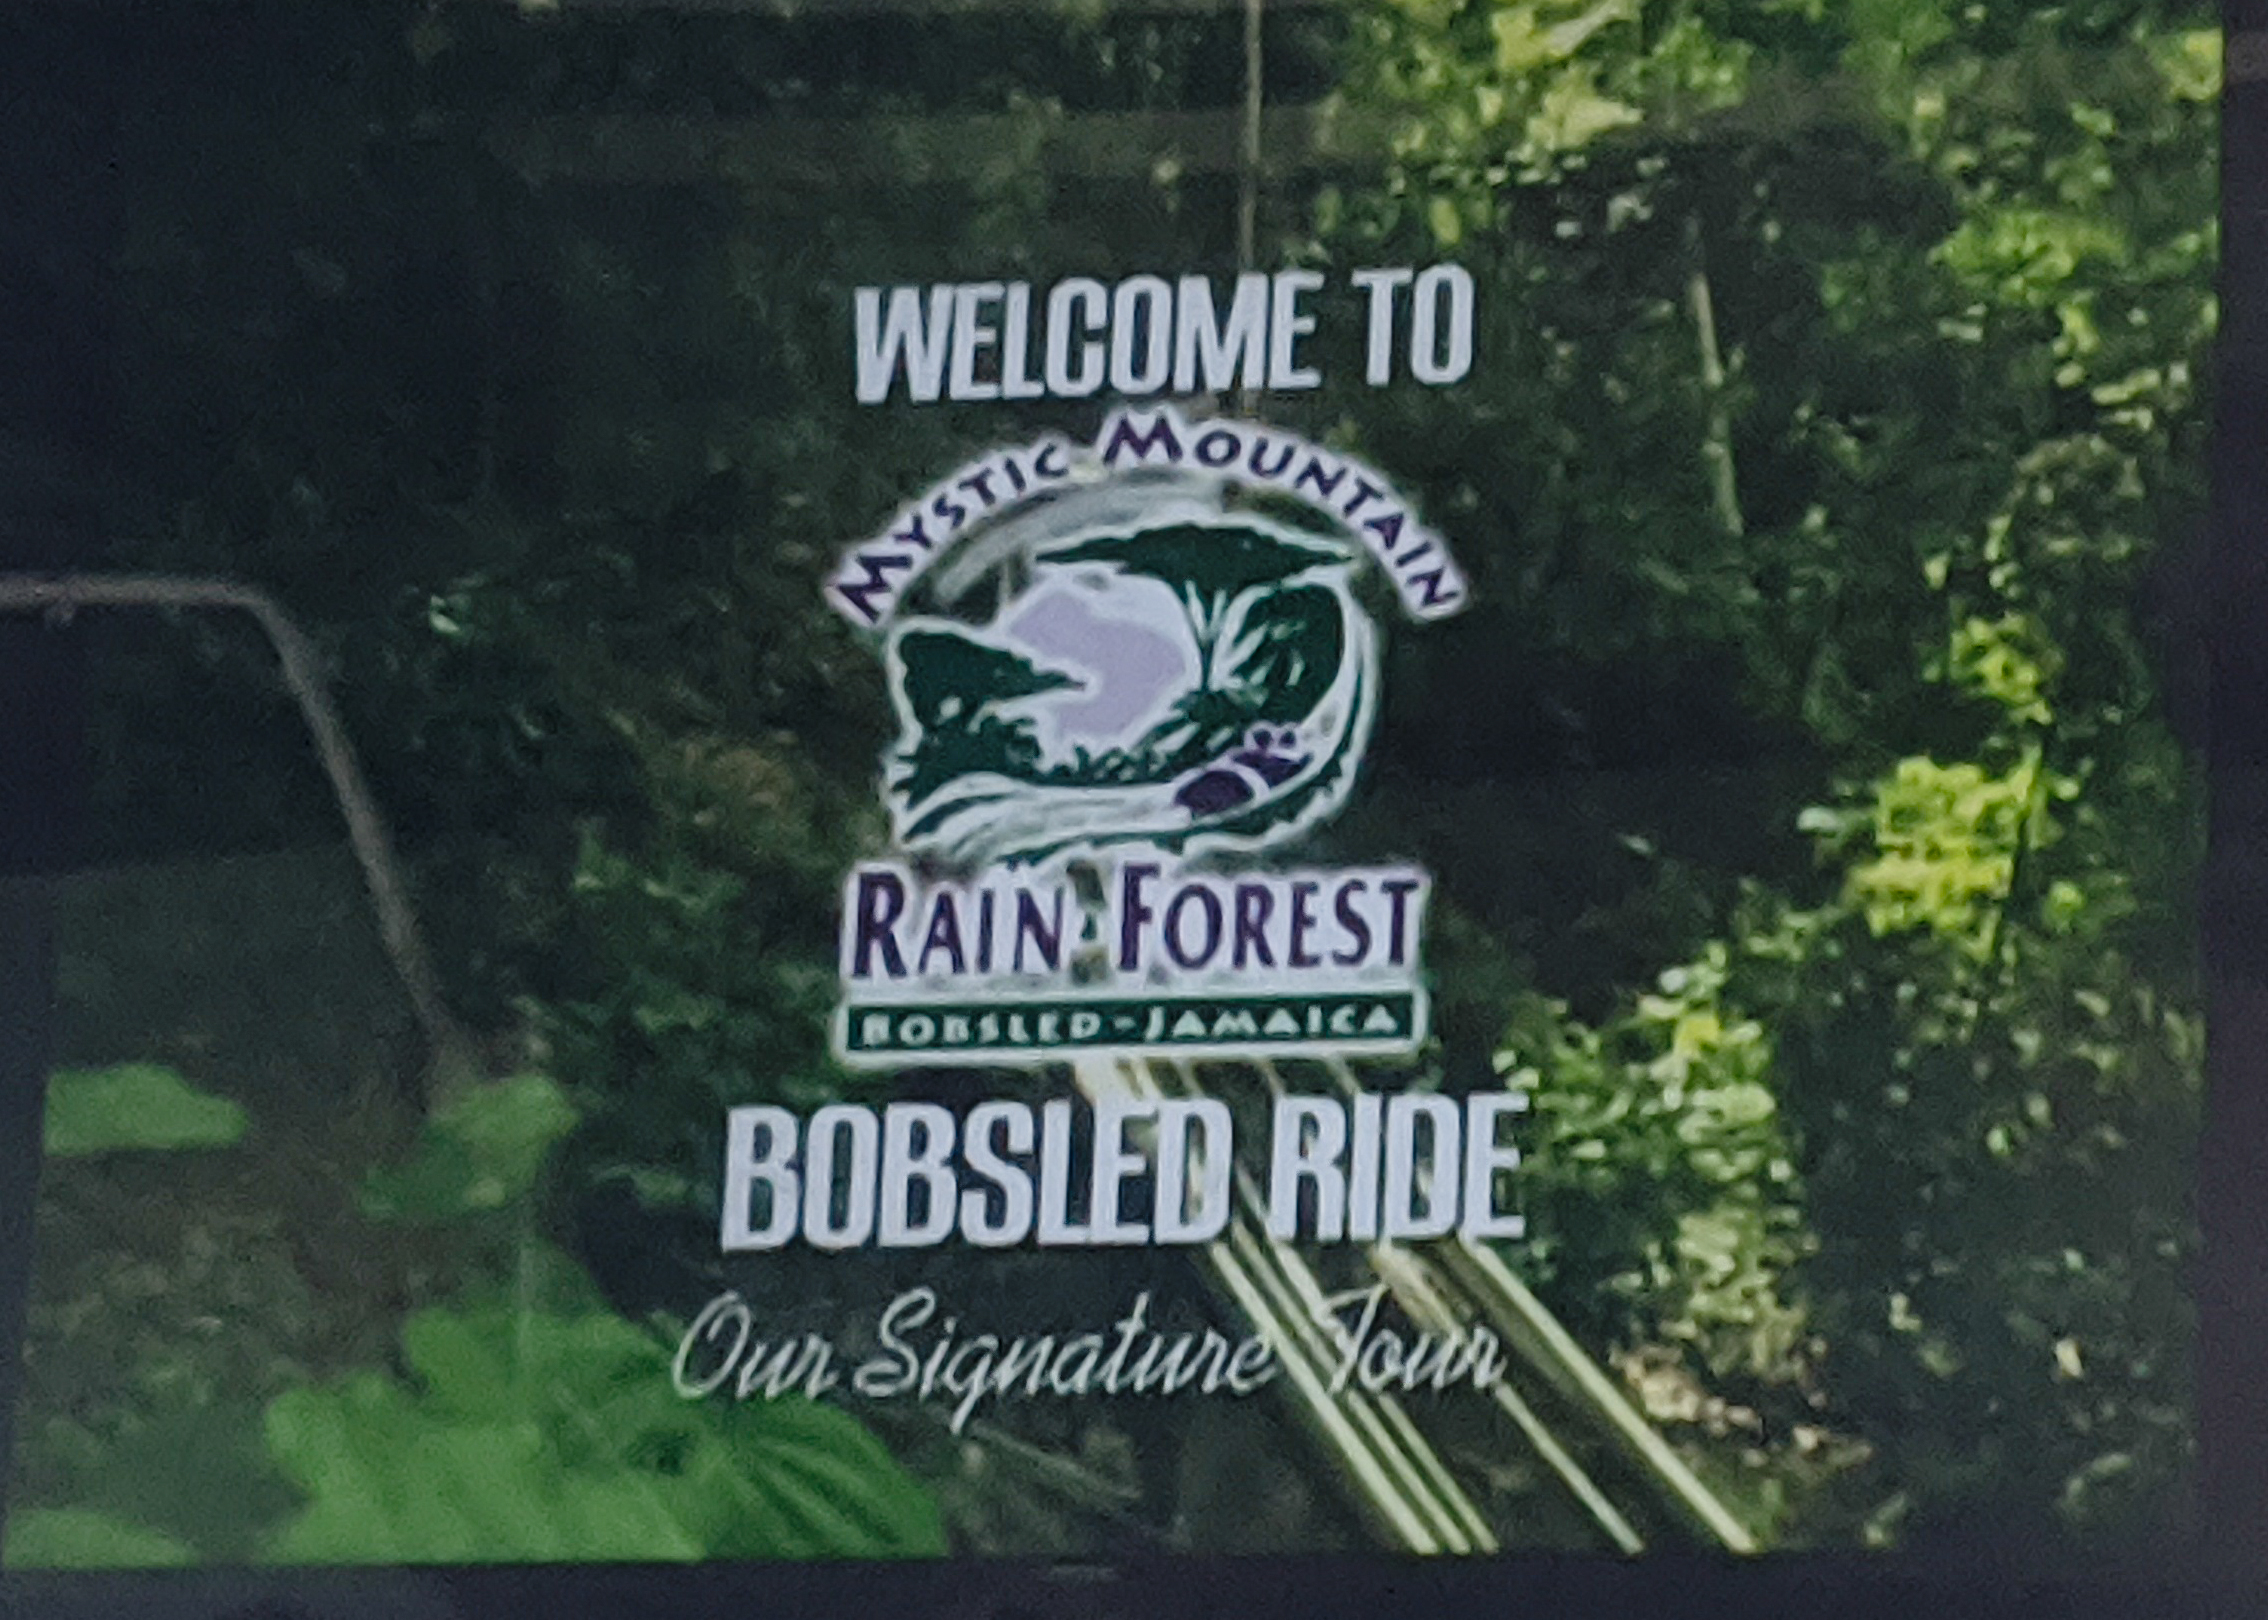 WELCOME TO
MYSTIC MOUNTAIN
RAIN FOREST
BOBSLED-JAMAICA
BOBSLED RIDE
Our Signature Tour